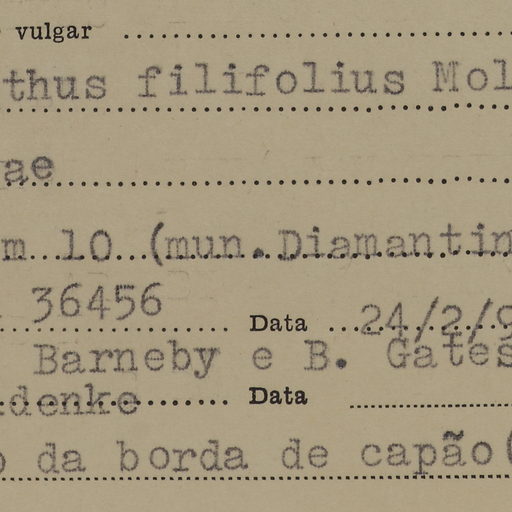 vulgar
thus filifolius Mol
ae
m 10 (mun. Diamantin
36456 Data 24/2/9
Barneby e B. Gates
denke Data
o da borda de capão(